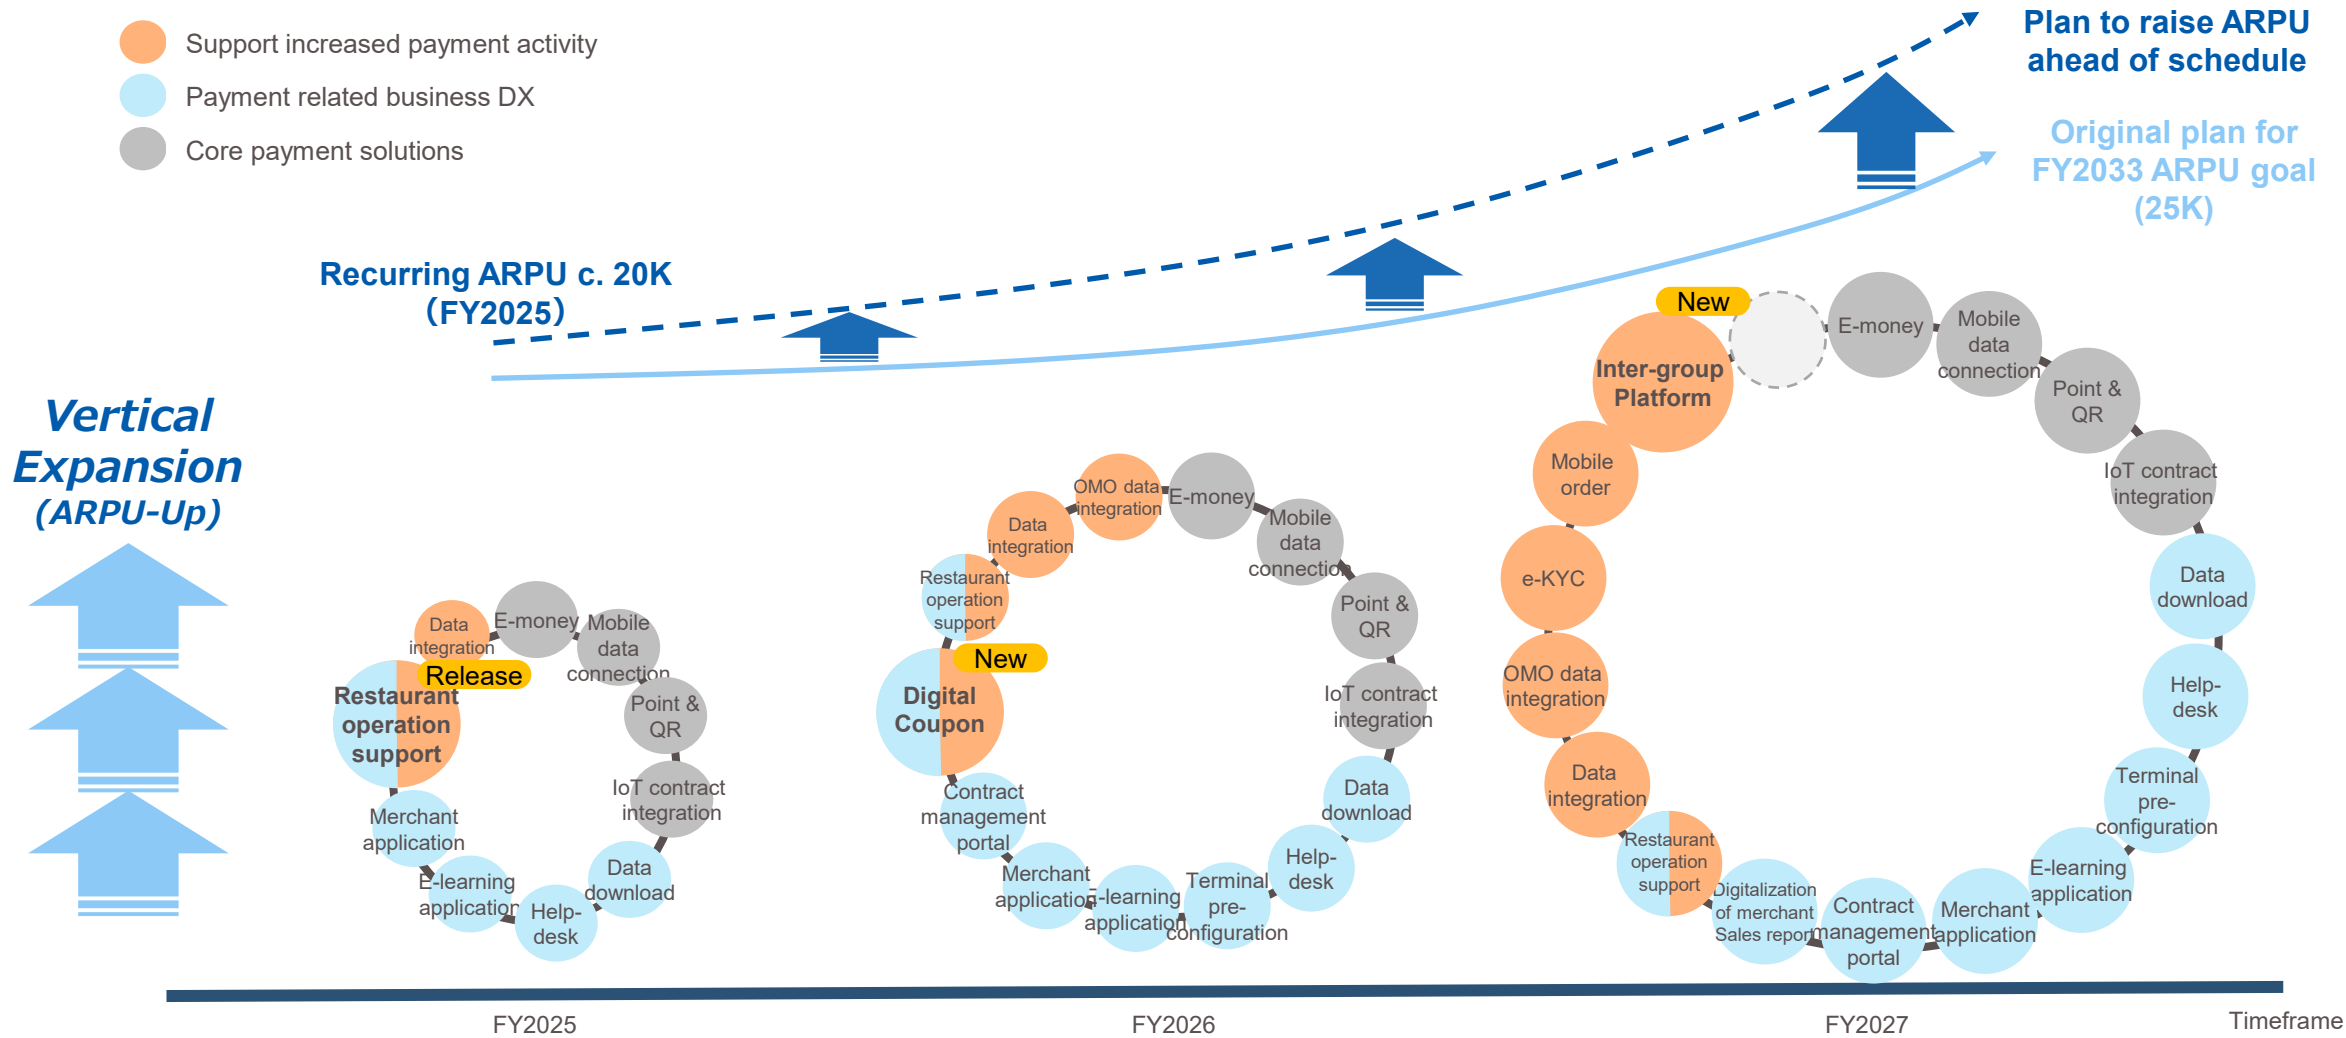 Support increased payment activity
Payment related business DX
Core payment solutions
Plan to raise ARPU
ahead of schedule
Original plan for
FY2033 ARPU goal
(25K)
Recurring ARPU c. 20K
(FY2025)
Vertical
Expansion
(ARPU-Up)
Data
integration
E-money
Mobile
data
connection
Point &
QR
IoT contract
integration
Data
download
Help-
desk
E-learning
application
Merchant
application
Restaurant
operation
support
Release
OMO data
integration
E-money
Mobile
data
connection
Point &
QR
IoT contract
integration
Data
download
Help-
desk
Terminal
pre-
configuration
E-learning
application
Merchant
application
Contract
management
portal
Digital
Coupon
New
Restaurant
operation
support
Data
integration
New
Inter-group
Platform
E-money
Mobile
data
connection
Point &
QR
IoT contract
integration
Data
download
Help-
desk
Terminal
pre-
configuration
E-learning
application
Merchant
application
Contract
management
portal
Digitalization
of merchant
Sales report
Restaurant
operation
support
Data
integration
OMO data
integration
e-KYC
Mobile
order
FY2025
FY2026
FY2027
Timeframe